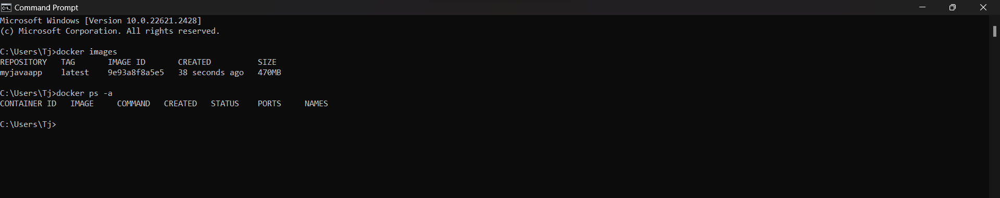 Command Prompt
Microsoft Windows [Version 10.0.22621.2428]
(c) Microsoft Corporation. All rights reserved.
C:\Users\Tj>docker images
REPOSITORY   TAG       IMAGE ID       CREATED          SIZE
myjavaapp    latest    9e93a8f8a5e5   38 seconds ago   470MB
C:\Users\Tj>docker ps -a
CONTAINER ID   IMAGE     COMMAND   CREATED   STATUS    PORTS     NAMES
C:\Users\Tj>